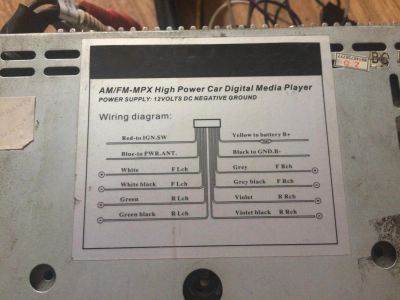 AM/FM-MPX High Power Car Digital Media Player
POWER SUPPLY: 12VOLTS DC NEGATIVE GROUND
Wiring diagram:
Red-to IGN.SW
Yellow to battery B+
Blue-to PWR.ANT.
Black to GND.B-
White F Lch
Grey F Rch
White black F Lch
Grey black F Rch
Green R Lch
Violet R Rch
Green black R Lch
Violet black R Rch